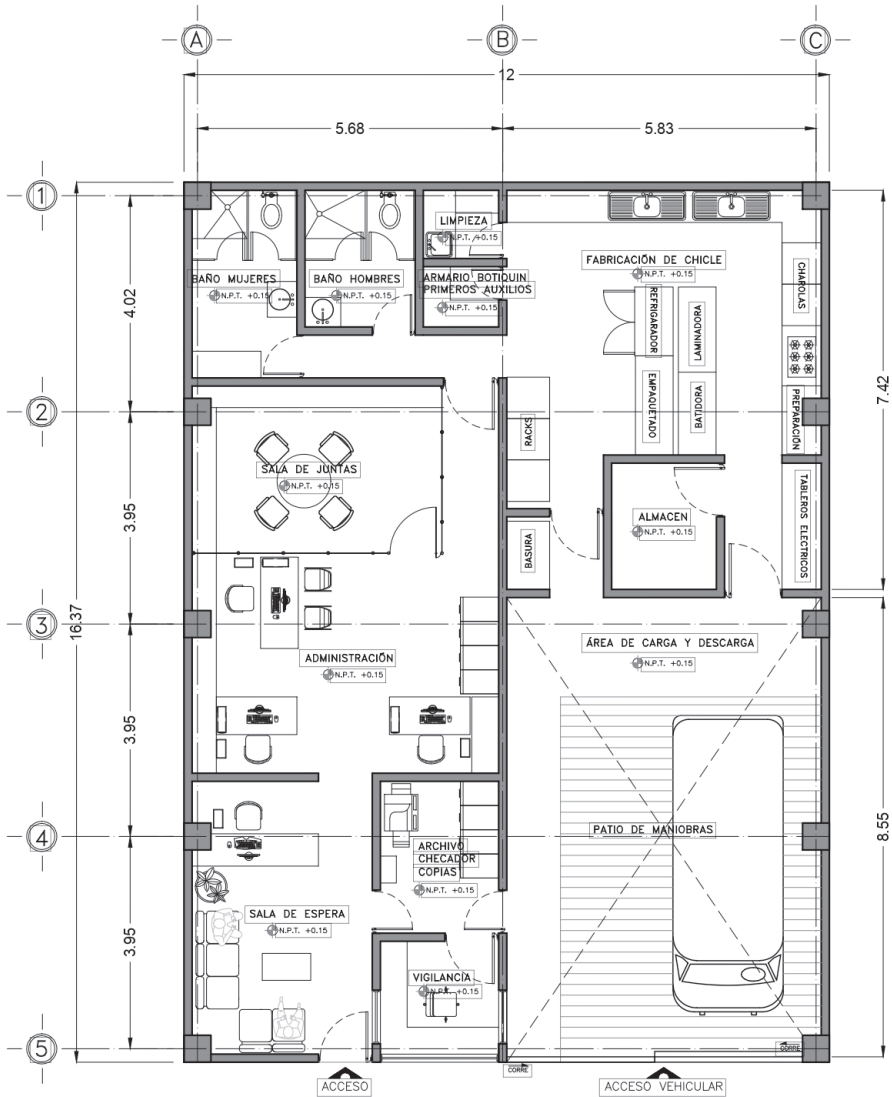 A
B
C
12
5.68
5.83
1
LIMPIEZA
N.P.T. +0.15
FABRICACIÓN DE CHICLE
N.P.T. +0.15
BAÑO MUJERES
N.P.T. +0.15
BAÑO HOMBRES
N.P.T. +0.15
ARMARIO BOTIQUIN
PRIMEROS AUXILIOS
N.P.T. +0.15
CHAROLAS
REFRIGARADOR
LAMINADORA
4.02
EMPAQUETADO
BATIDORA
PREPARACIÓN
7.42
2
RACKS
SALA DE JUNTAS
N.P.T. +0.15
ALMACEN
N.P.T. +0.15
TABLEROS ELECTRICOS
3.95
BASURA
3
16.37
ÁREA DE CARGA Y DESCARGA
N.P.T. +0.15
ADMINISTRACIÓN
N.P.T. +0.15
3.95
4
PATIO DE MANIOBRAS
8.55
ARCHIVO
CHECADOR
COPIAS
N.P.T. +0.15
SALA DE ESPERA
N.P.T. +0.15
3.95
VIGILANCIA
N.P.T. +0.15
5
CORRE
CORRE
ACCESO
ACCESO VEHICULAR